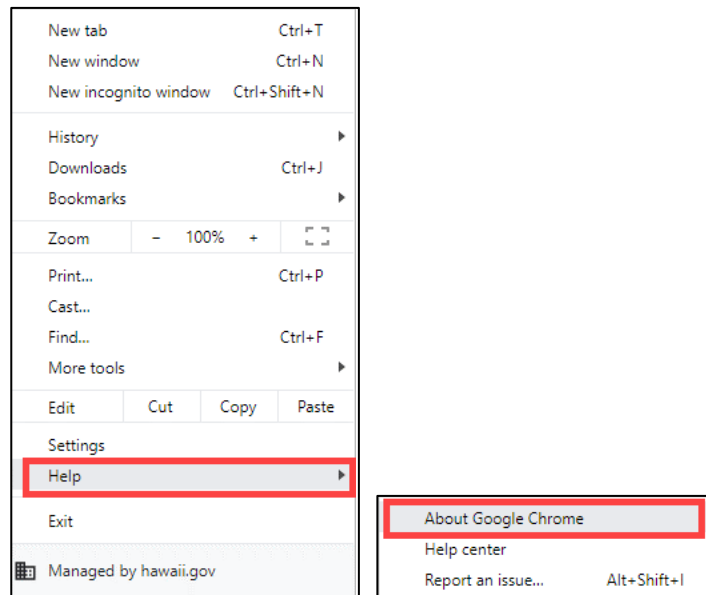 New tab Ctrl+T
New window Ctrl+N
New incognito window Ctrl+Shift+N
History
Downloads Ctrl+J
Bookmarks
Zoom - 100% +
Print... Ctrl+P
Cast...
Find... Ctrl+F
More tools
Edit Cut Copy Paste
Settings
Help
Exit
Managed by hawaii.gov
About Google Chrome
Help center
Report an issue... Alt+Shift+I